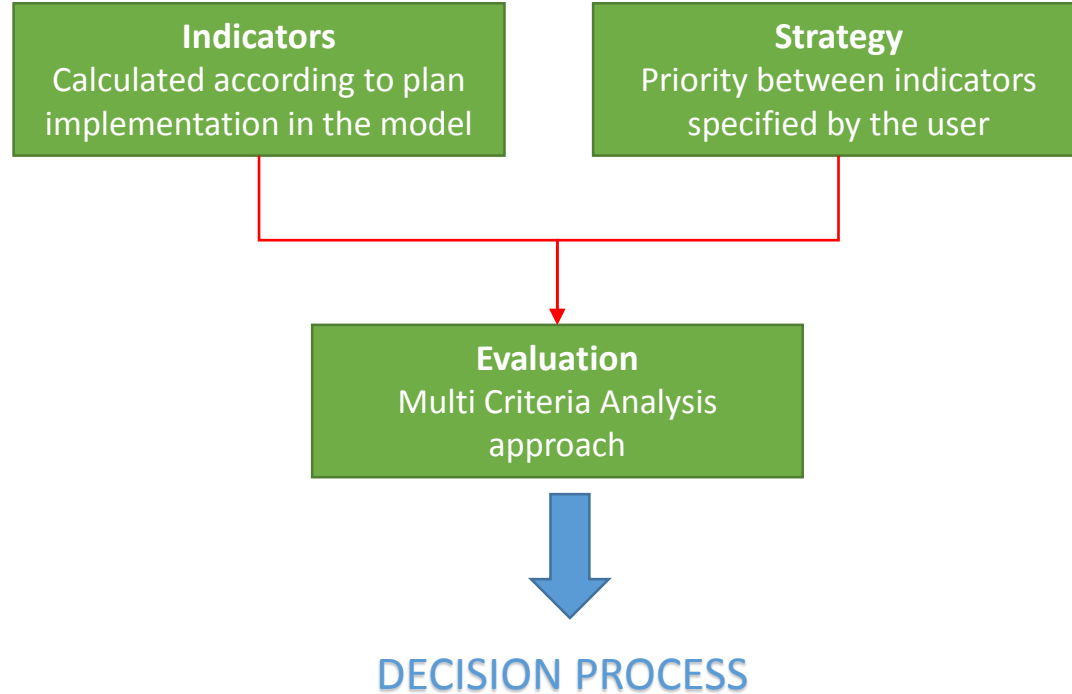 Indicators
Calculated according to plan
implementation in the model
Strategy
Priority between indicators
specified by the user
Evaluation
Multi Criteria Analysis
approach
DECISION PROCESS